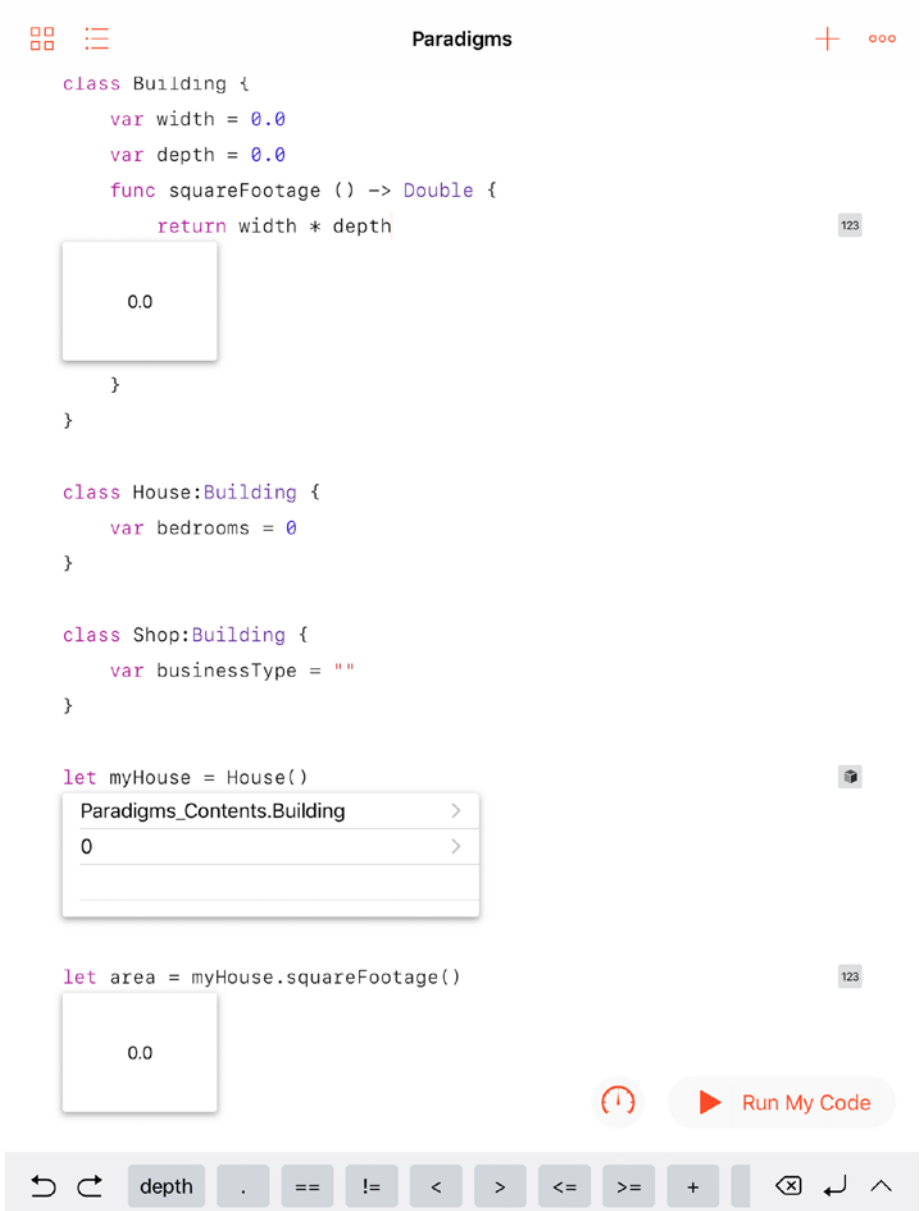 Paradigms
class Building {
var width = 0.0
var depth = 0.0
func squareFootage () -> Double {
return width * depth
123
0.0
}
}
class House:Building {
var bedrooms = 0
}
class Shop:Building {
var businessType = ""
}
let myHouse = House()
Paradigms_Contents.Building
0
let area = myHouse.squareFootage()
123
0.0
Run My Code
depth . == != < > <= >= +